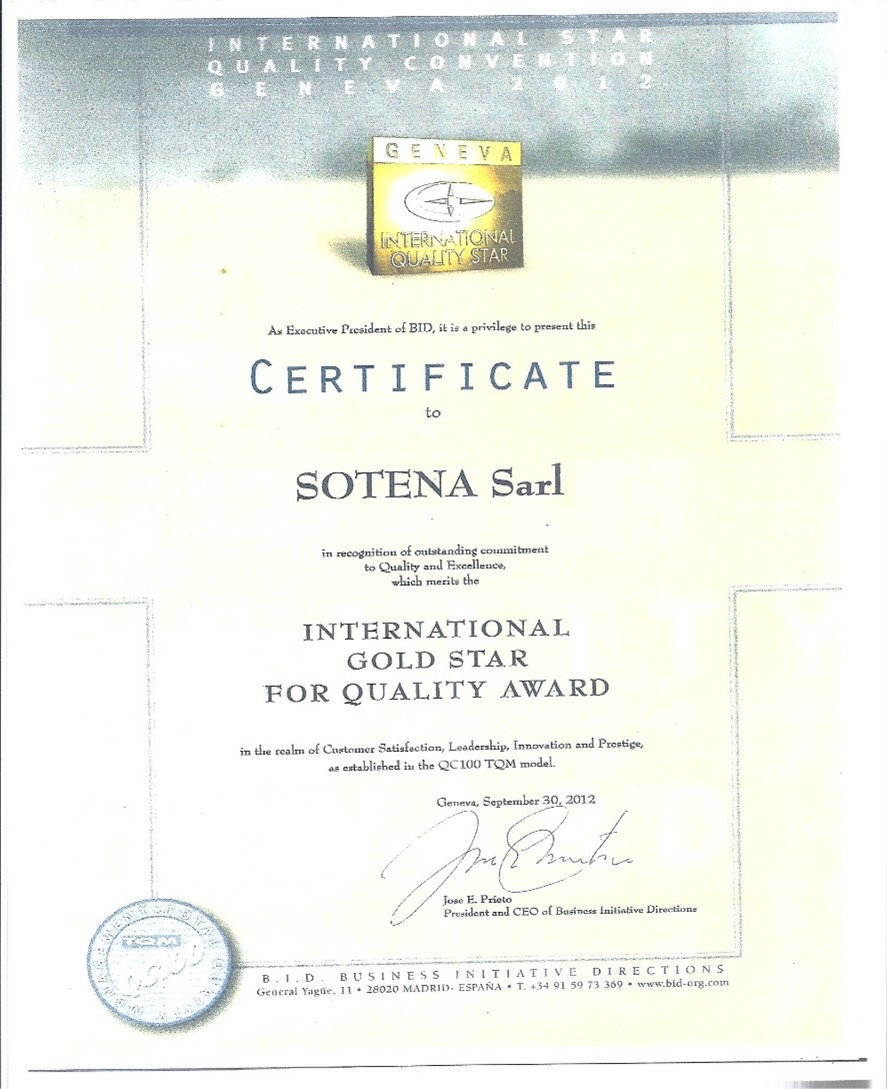 INTERNATIONAL STAR
QUALITY CONVENTION
GENEVA 2012
GENEVA
INTERNATIONAL
QUALITY STAR
As Executive President of BID, it is a privilege to present this
CERTIFICATE
to
SOTENA Sarl
in recognition of outstanding commitment
to Quality and Excellence,
which merits the
INTERNATIONAL
GOLD STAR
FOR QUALITY AWARD
in the realm of Customer Satisfaction, Leadership, Innovation and Prestige,
as established in the QC100 TQM model.
Geneva, September 30, 2012
Jose E. Prieto
President and CEO of Business Initiative Directions
TQM
QC100
B.I.D. BUSINESS INITIATIVE DIRECTIONS
General Yagüe, 11 • 28020 MADRID- ESPAÑA • T. +34 91 59 73 369 • www.bid-org.com